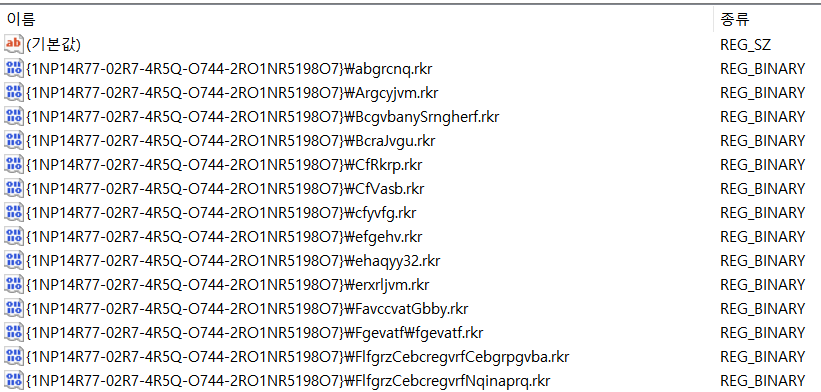 이름 종류
(기본값) REG_SZ
{1NP14R77-02R7-4R5Q-O744-2RO1NR5198O7}₩abgrcnq.rkr REG_BINARY
{1NP14R77-02R7-4R5Q-O744-2RO1NR5198O7}₩Argcyjvm.rkr REG_BINARY
{1NP14R77-02R7-4R5Q-O744-2RO1NR5198O7}₩BcgvbanySrngherf.rkr REG_BINARY
{1NP14R77-02R7-4R5Q-O744-2RO1NR5198O7}₩BcraJvgu.rkr REG_BINARY
{1NP14R77-02R7-4R5Q-O744-2RO1NR5198O7}₩CfRkrp.rkr REG_BINARY
{1NP14R77-02R7-4R5Q-O744-2RO1NR5198O7}₩CfVasb.rkr REG_BINARY
{1NP14R77-02R7-4R5Q-O744-2RO1NR5198O7}₩cfyvfg.rkr REG_BINARY
{1NP14R77-02R7-4R5Q-O744-2RO1NR5198O7}₩efgehv.rkr REG_BINARY
{1NP14R77-02R7-4R5Q-O744-2RO1NR5198O7}₩ehaqyy32.rkr REG_BINARY
{1NP14R77-02R7-4R5Q-O744-2RO1NR5198O7}₩erxrljvm.rkr REG_BINARY
{1NP14R77-02R7-4R5Q-O744-2RO1NR5198O7}₩FavccvatGbby.rkr REG_BINARY
{1NP14R77-02R7-4R5Q-O744-2RO1NR5198O7}₩Fgevatf₩fgevatf.rkr REG_BINARY
{1NP14R77-02R7-4R5Q-O744-2RO1NR5198O7}₩FlfgrzCebcregvrfCebgrpgvba.rkr REG_BINARY
{1NP14R77-02R7-4R5Q-O744-2RO1NR5198O7}₩FlfgrzCebcregvrfNqinaprq.rkr REG_BINARY